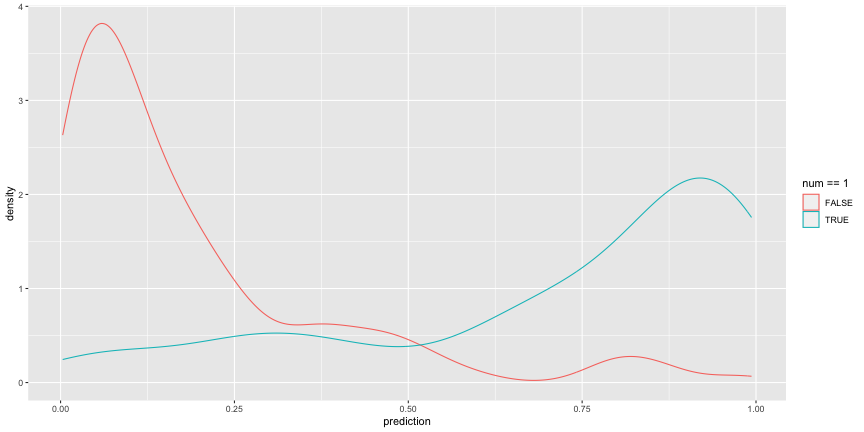 4
3
2
1
0
density
0.00
0.25
0.50
0.75
1.00
prediction
num == 1
FALSE
TRUE